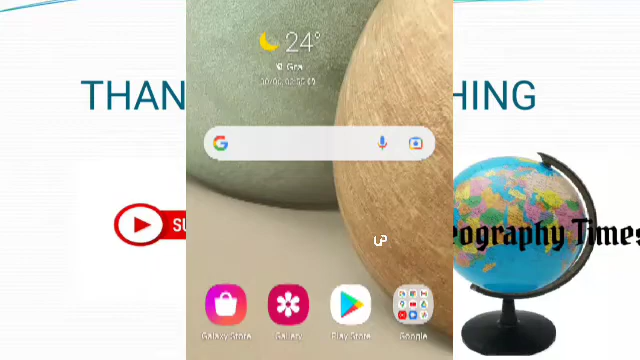 24°
THAN
HING
SU
eography Times
Galaxy Store
Gallery
Play Store
Google